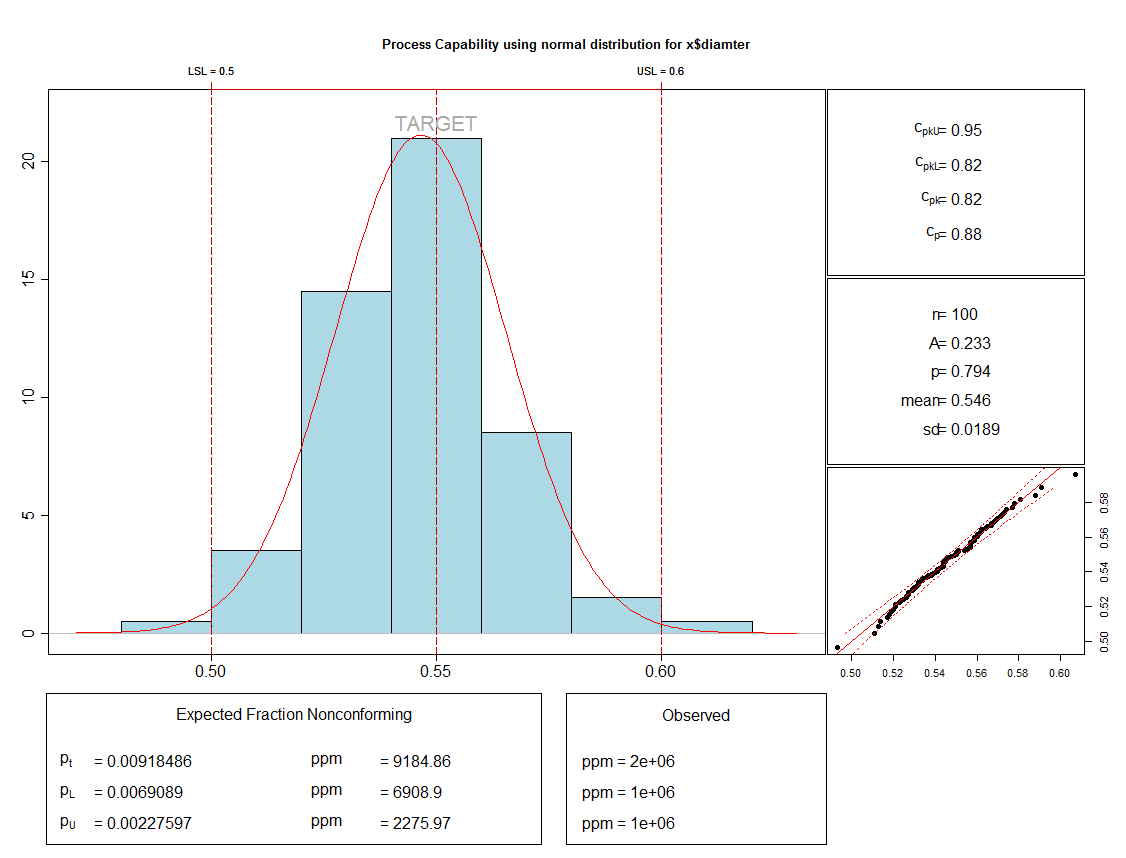 Process Capability using normal distribution for x$diamter
LSL = 0.5
USL = 0.6
TARGET
20
15
10
5
0
0.50
0.55
0.60
cpkU= 0.95
cpkL= 0.82
cpk= 0.82
cp= 0.88
n= 100
A= 0.233
p= 0.794
mean= 0.546
sd= 0.0189
0.58
0.56
0.54
0.52
0.50
0.50 0.52 0.54 0.56 0.58 0.60
Expected Fraction Nonconforming
pt = 0.00918486 ppm = 9184.86
pL = 0.0069089 ppm = 6908.9
pU = 0.00227597 ppm = 2275.97
Observed
ppm = 2e+06
ppm = 1e+06
ppm = 1e+06